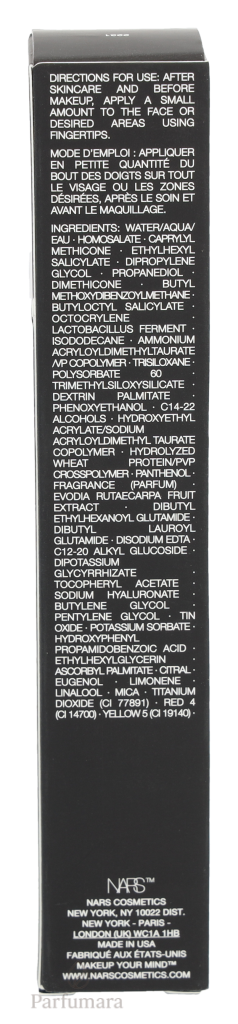 DIRECTIONS FOR USE: AFTER
SKINCARE AND BEFORE
MAKEUP, APPLY A SMALL
AMOUNT TO THE FACE OR
DESIRED AREAS USING
FINGERTIPS.
MODE D'EMPLOI : APPLIQUER
EN PETITE QUANTITÉ DU
BOUT DES DOIGTS SUR TOUT
LE VISAGE OU LES ZONES
DÉSIRÉES, APRÈS LE SOIN ET
AVANT LE MAQUILLAGE.
INGREDIENTS: WATER/AQUA/
EAU · HOMOSALATE · CAPRYLYL
METHICONE · ETHYLHEXYL
SALICYLATE · DIPROPYLENE
GLYCOL · PROPANEDIOL ·
DIMETHICONE · BUTYL
METHOXYDIBENZOYLMETHANE ·
BUTYLOCTYL SALICYLATE ·
OCTOCRYLENE ·
LACTOBACILLUS FERMENT ·
ISODODECANE · AMMONIUM
ACRYLOYLDIMETHYLTAURATE
/VP COPOLYMER · TRISILOXANE ·
POLYSORBATE 60 ·
TRIMETHYLSILOXYSILICATE ·
DEXTRIN PALMITATE ·
PHENOXYETHANOL · C14-22
ALCOHOLS · HYDROXYETHYL
ACRYLATE/SODIUM
ACRYLOYLDIMETHYL TAURATE
COPOLYMER · HYDROLYZED
WHEAT PROTEIN/PVP
CROSSPOLYMER · PANTHENOL ·
FRAGRANCE (PARFUM) ·
EVODIA RUTAECARPA FRUIT
EXTRACT · DIBUTYL
ETHYLHEXANOYL GLUTAMIDE ·
DIBUTYL LAUROYL
GLUTAMIDE · DISODIUM EDTA ·
C12-20 ALKYL GLUCOSIDE ·
DIPOTASSIUM
GLYCYRRHIZATE ·
TOCOPHERYL ACETATE ·
SODIUM HYALURONATE ·
BUTYLENE GLYCOL ·
PENTYLENE GLYCOL · TIN
OXIDE · POTASSIUM SORBATE ·
HYDROXYPHENYL
PROPAMIDOBENZOIC ACID ·
ETHYLHEXYLGLYCERIN ·
ASCORBYL PALMITATE · CITRAL ·
EUGENOL · LIMONENE ·
LINALOOL · MICA · TITANIUM
DIOXIDE (CI 77891) · RED 4
(CI 14700) · YELLOW 5 (CI 19140) ·
NARS™
NARS COSMETICS
NEW YORK, NY 10022 DIST.
NEW YORK - PARIS -
LONDON (UK) WC1A 1HB
MADE IN USA
FABRIQUÉ AUX ÉTATS-UNIS
MAKEUP YOUR MIND™
WWW.NARSCOSMETICS.COM
Parfumara